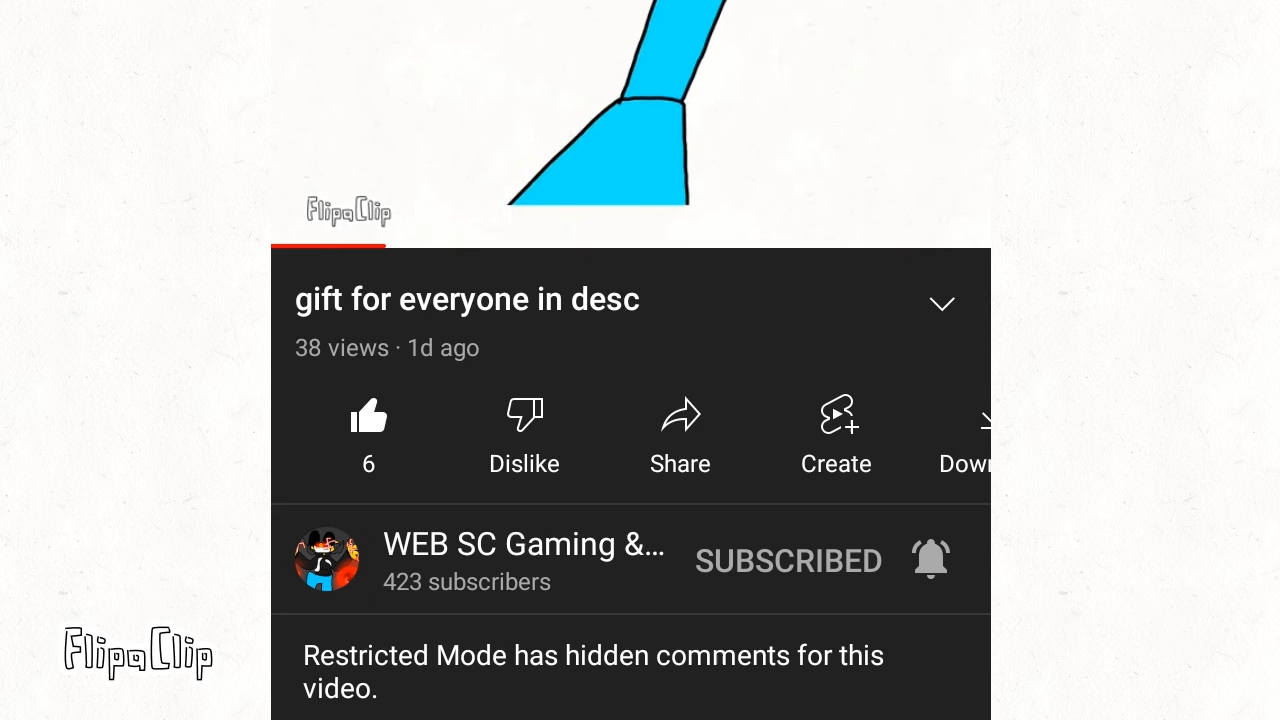 FlipaClip
gift for everyone in desc
38 views · 1d ago
6
Dislike
Share
Create
Down
WEB SC Gaming &...
423 subscribers
SUBSCRIBED
FlipaClip
Restricted Mode has hidden comments for this
video.